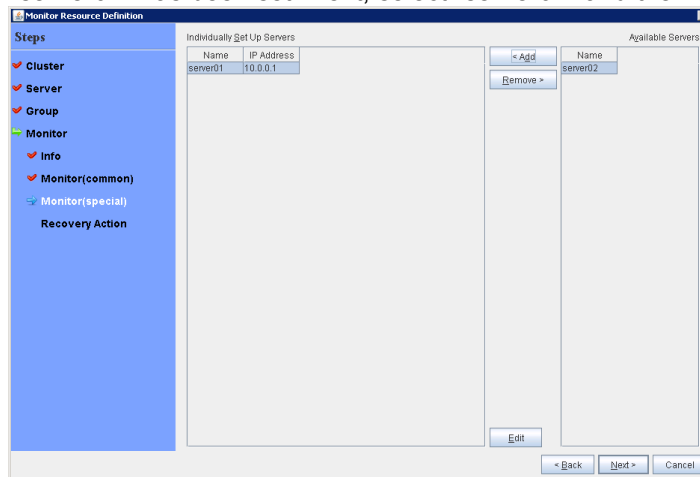 Monitor Resource Definition
Steps
Cluster
Server
Group
Monitor
Info
Monitor(common)
Monitor(special)
Recovery Action
Individually Set Up Servers
Name IP Address
server01 10.0.0.1
< Add
Remove >
Edit
Available Servers
Name
server02
< Back Next > Cancel